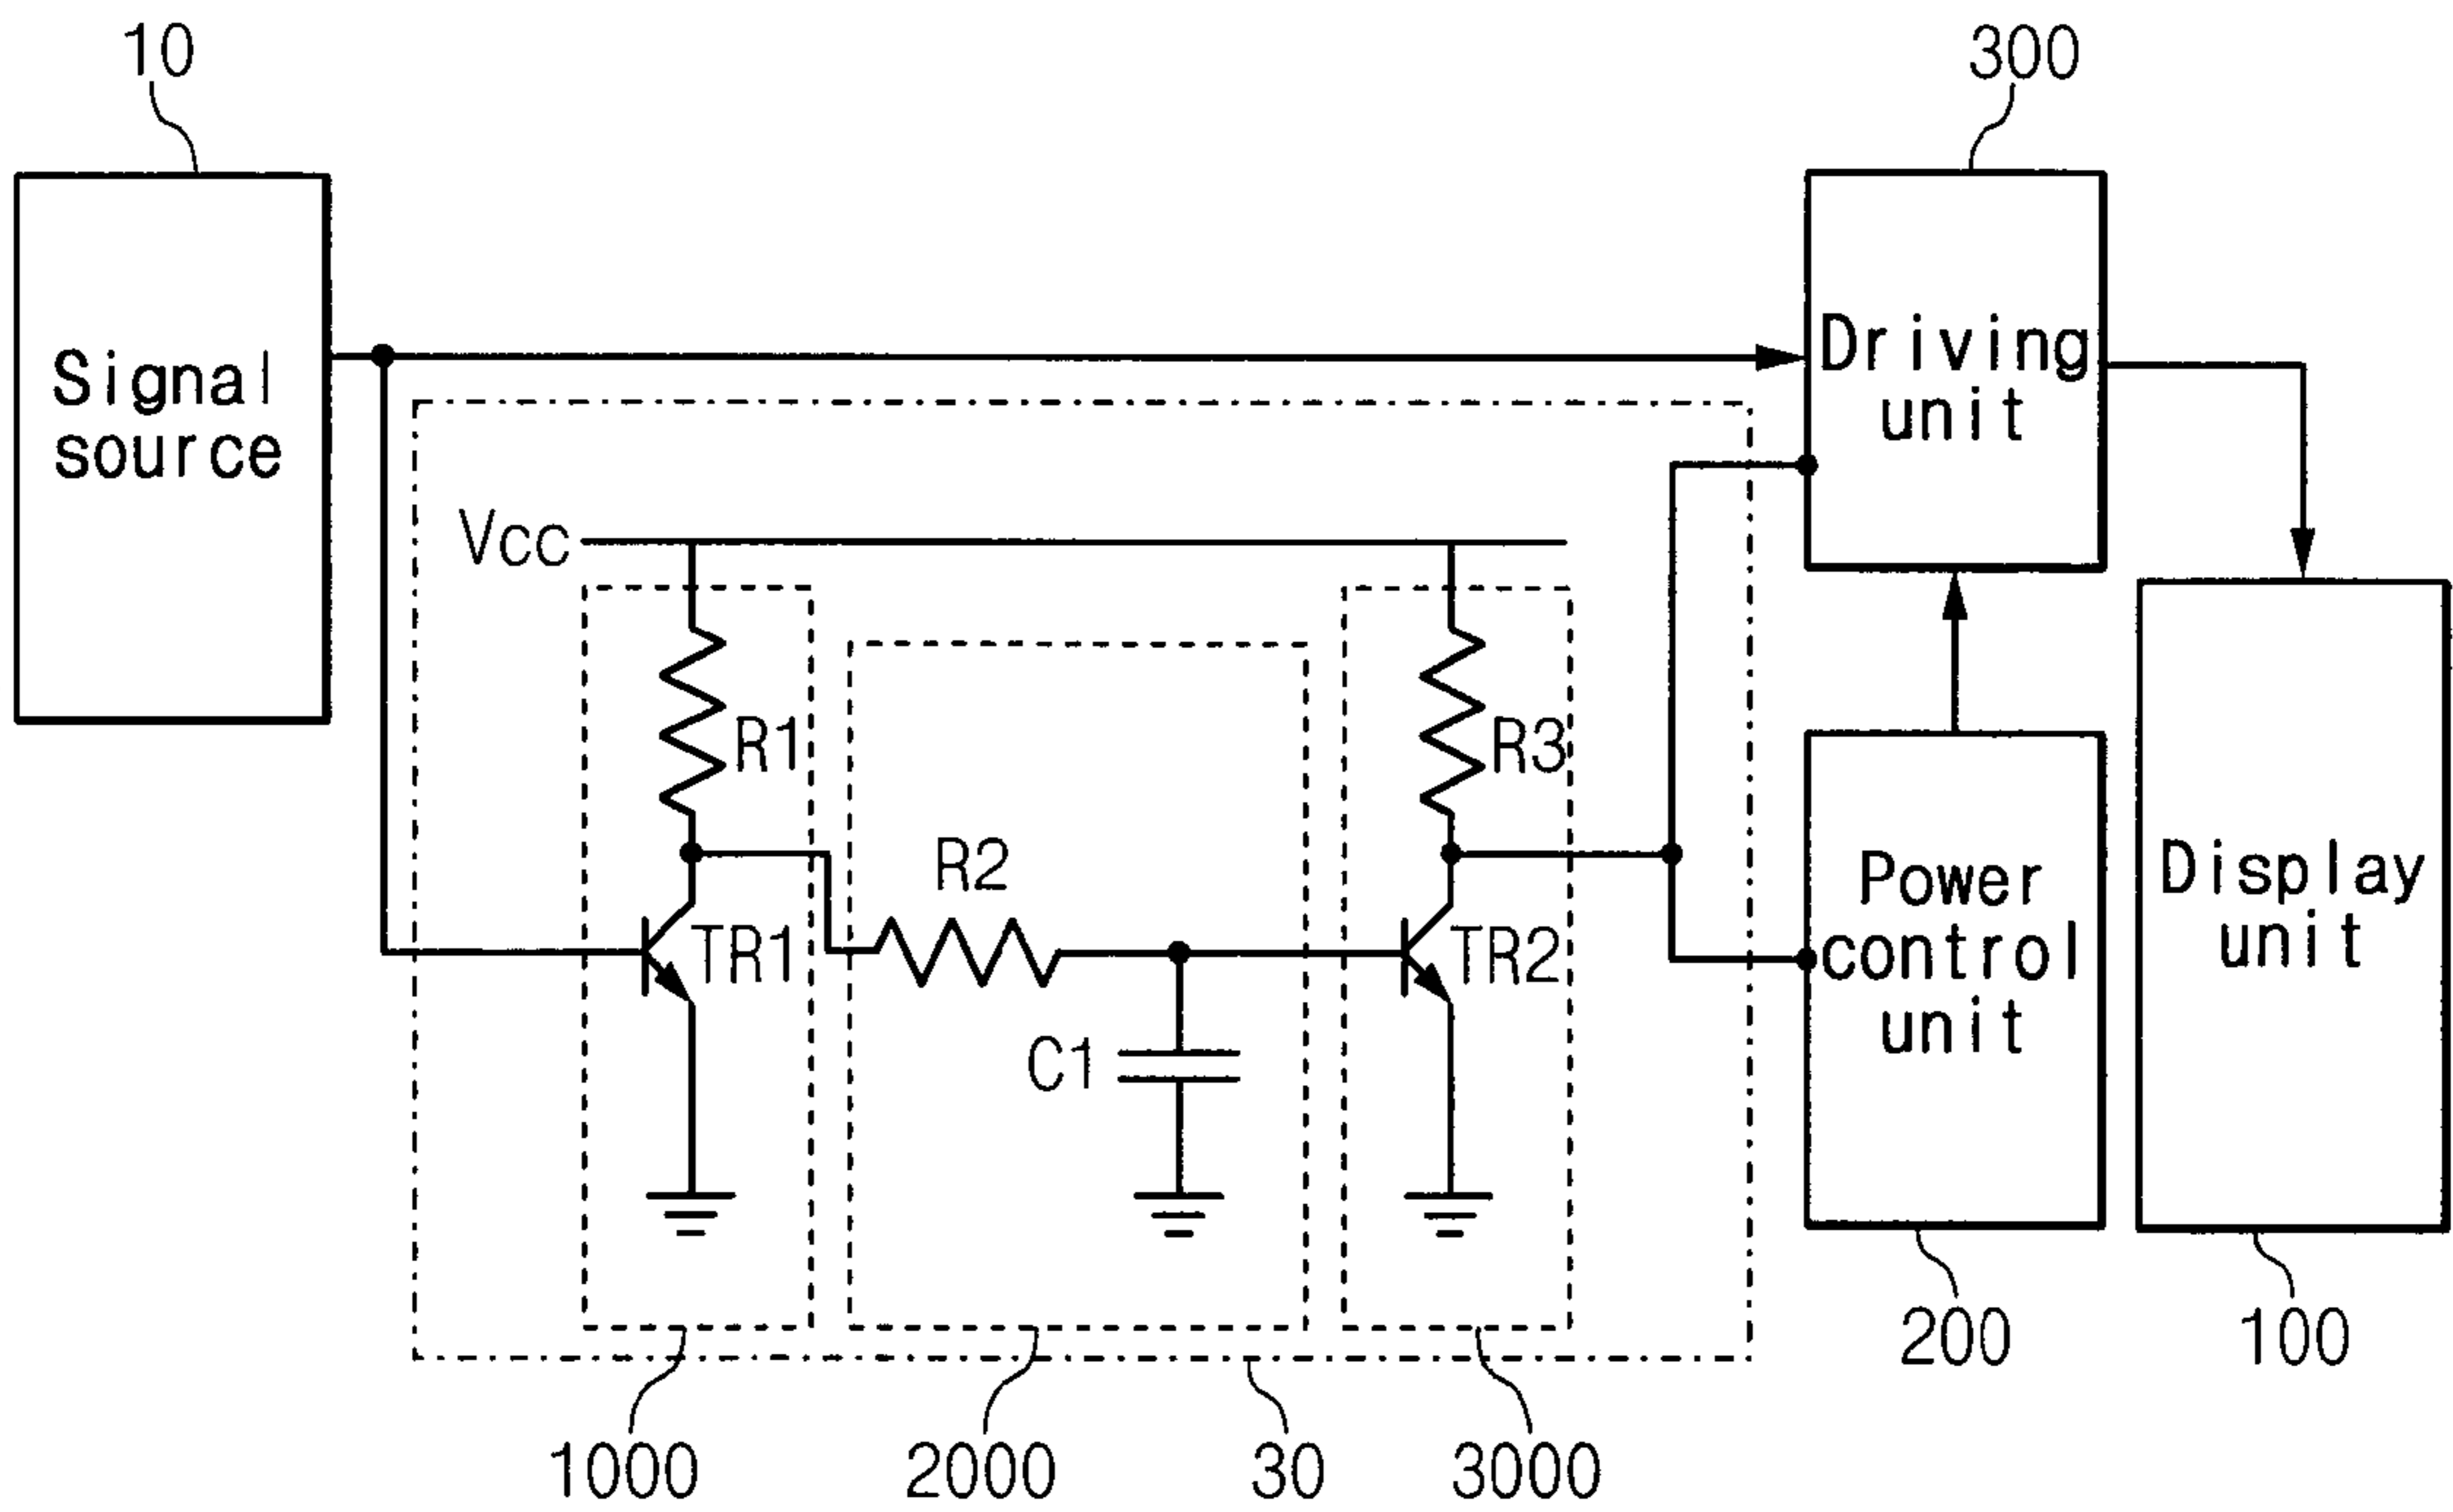 10
300
Signal
source
Driving
unit
Vcc
R1
R3
R2
TR1
TR2
C1
Power
control
unit
Display
unit
200
100
1000
2000
30
3000